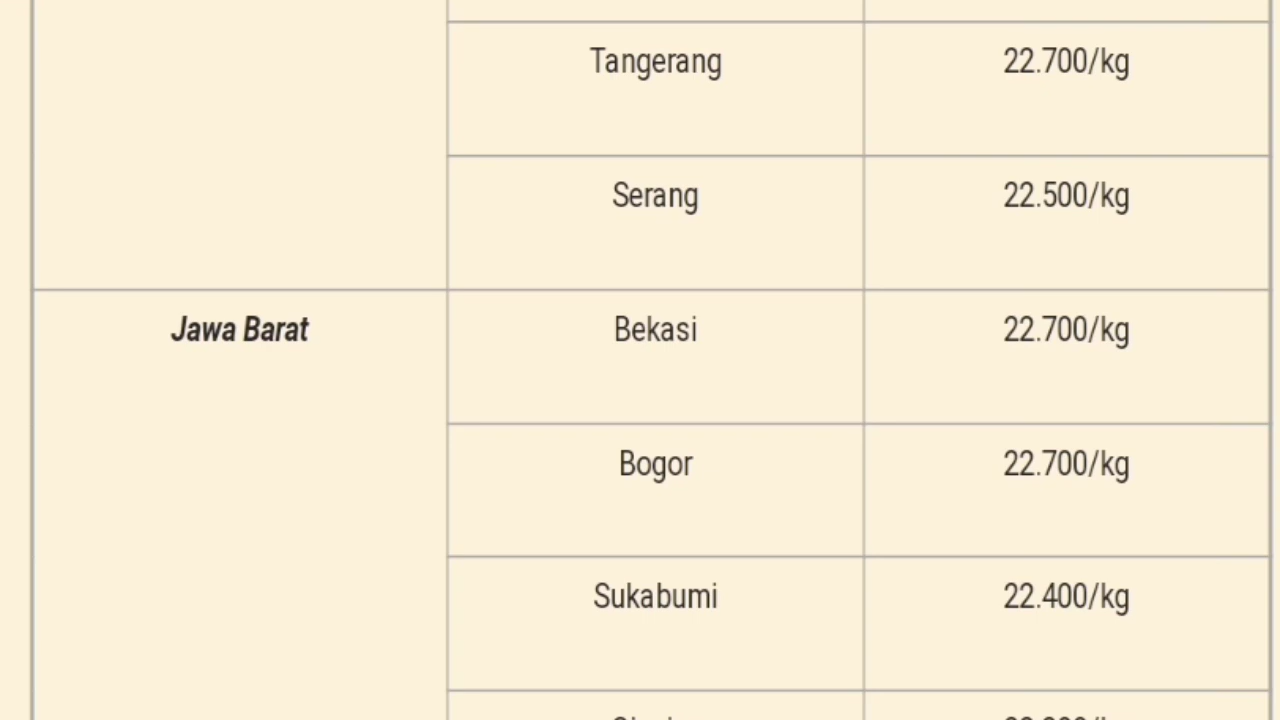 Tangerang 22.700/kg
Serang 22.500/kg
Jawa Barat Bekasi 22.700/kg
Bogor 22.700/kg
Sukabumi 22.400/kg